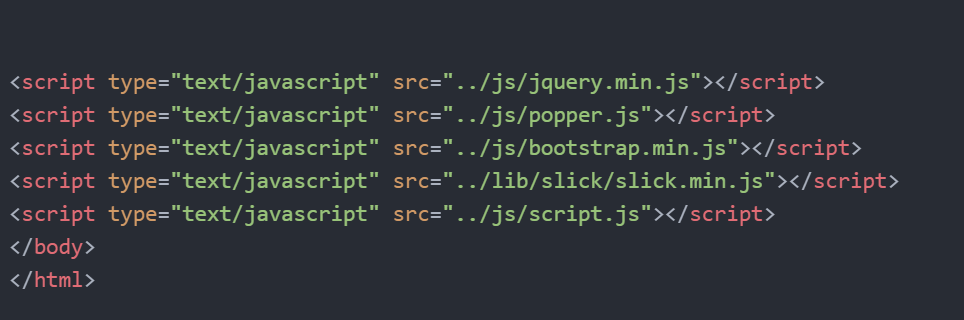 <script type="text/javascript" src="../js/jquery.min.js"></script>
<script type="text/javascript" src="../js/popper.js"></script>
<script type="text/javascript" src="../js/bootstrap.min.js"></script>
<script type="text/javascript" src="../lib/slick/slick.min.js"></script>
<script type="text/javascript" src="../js/script.js"></script>
</body>
</html>